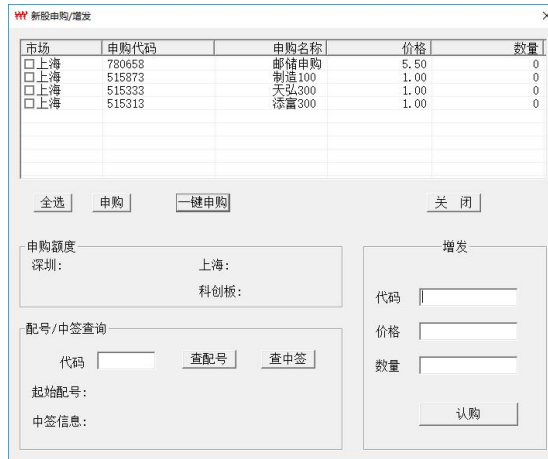 新股申购/增发
市场 申购代码 申购名称 价格 数量
上海 780658 邮储申购 5.50 0
上海 515873 制造100 1.00 0
上海 515333 天弘300 1.00 0
上海 515313 添富300 1.00 0
全选 申购 一键申购 关 闭
申购额度
深圳: 上海:
科创板:
配号/中签查询
代码 查配号 查中签
起始配号:
中签信息:
增发
代码
价格
数量
认购